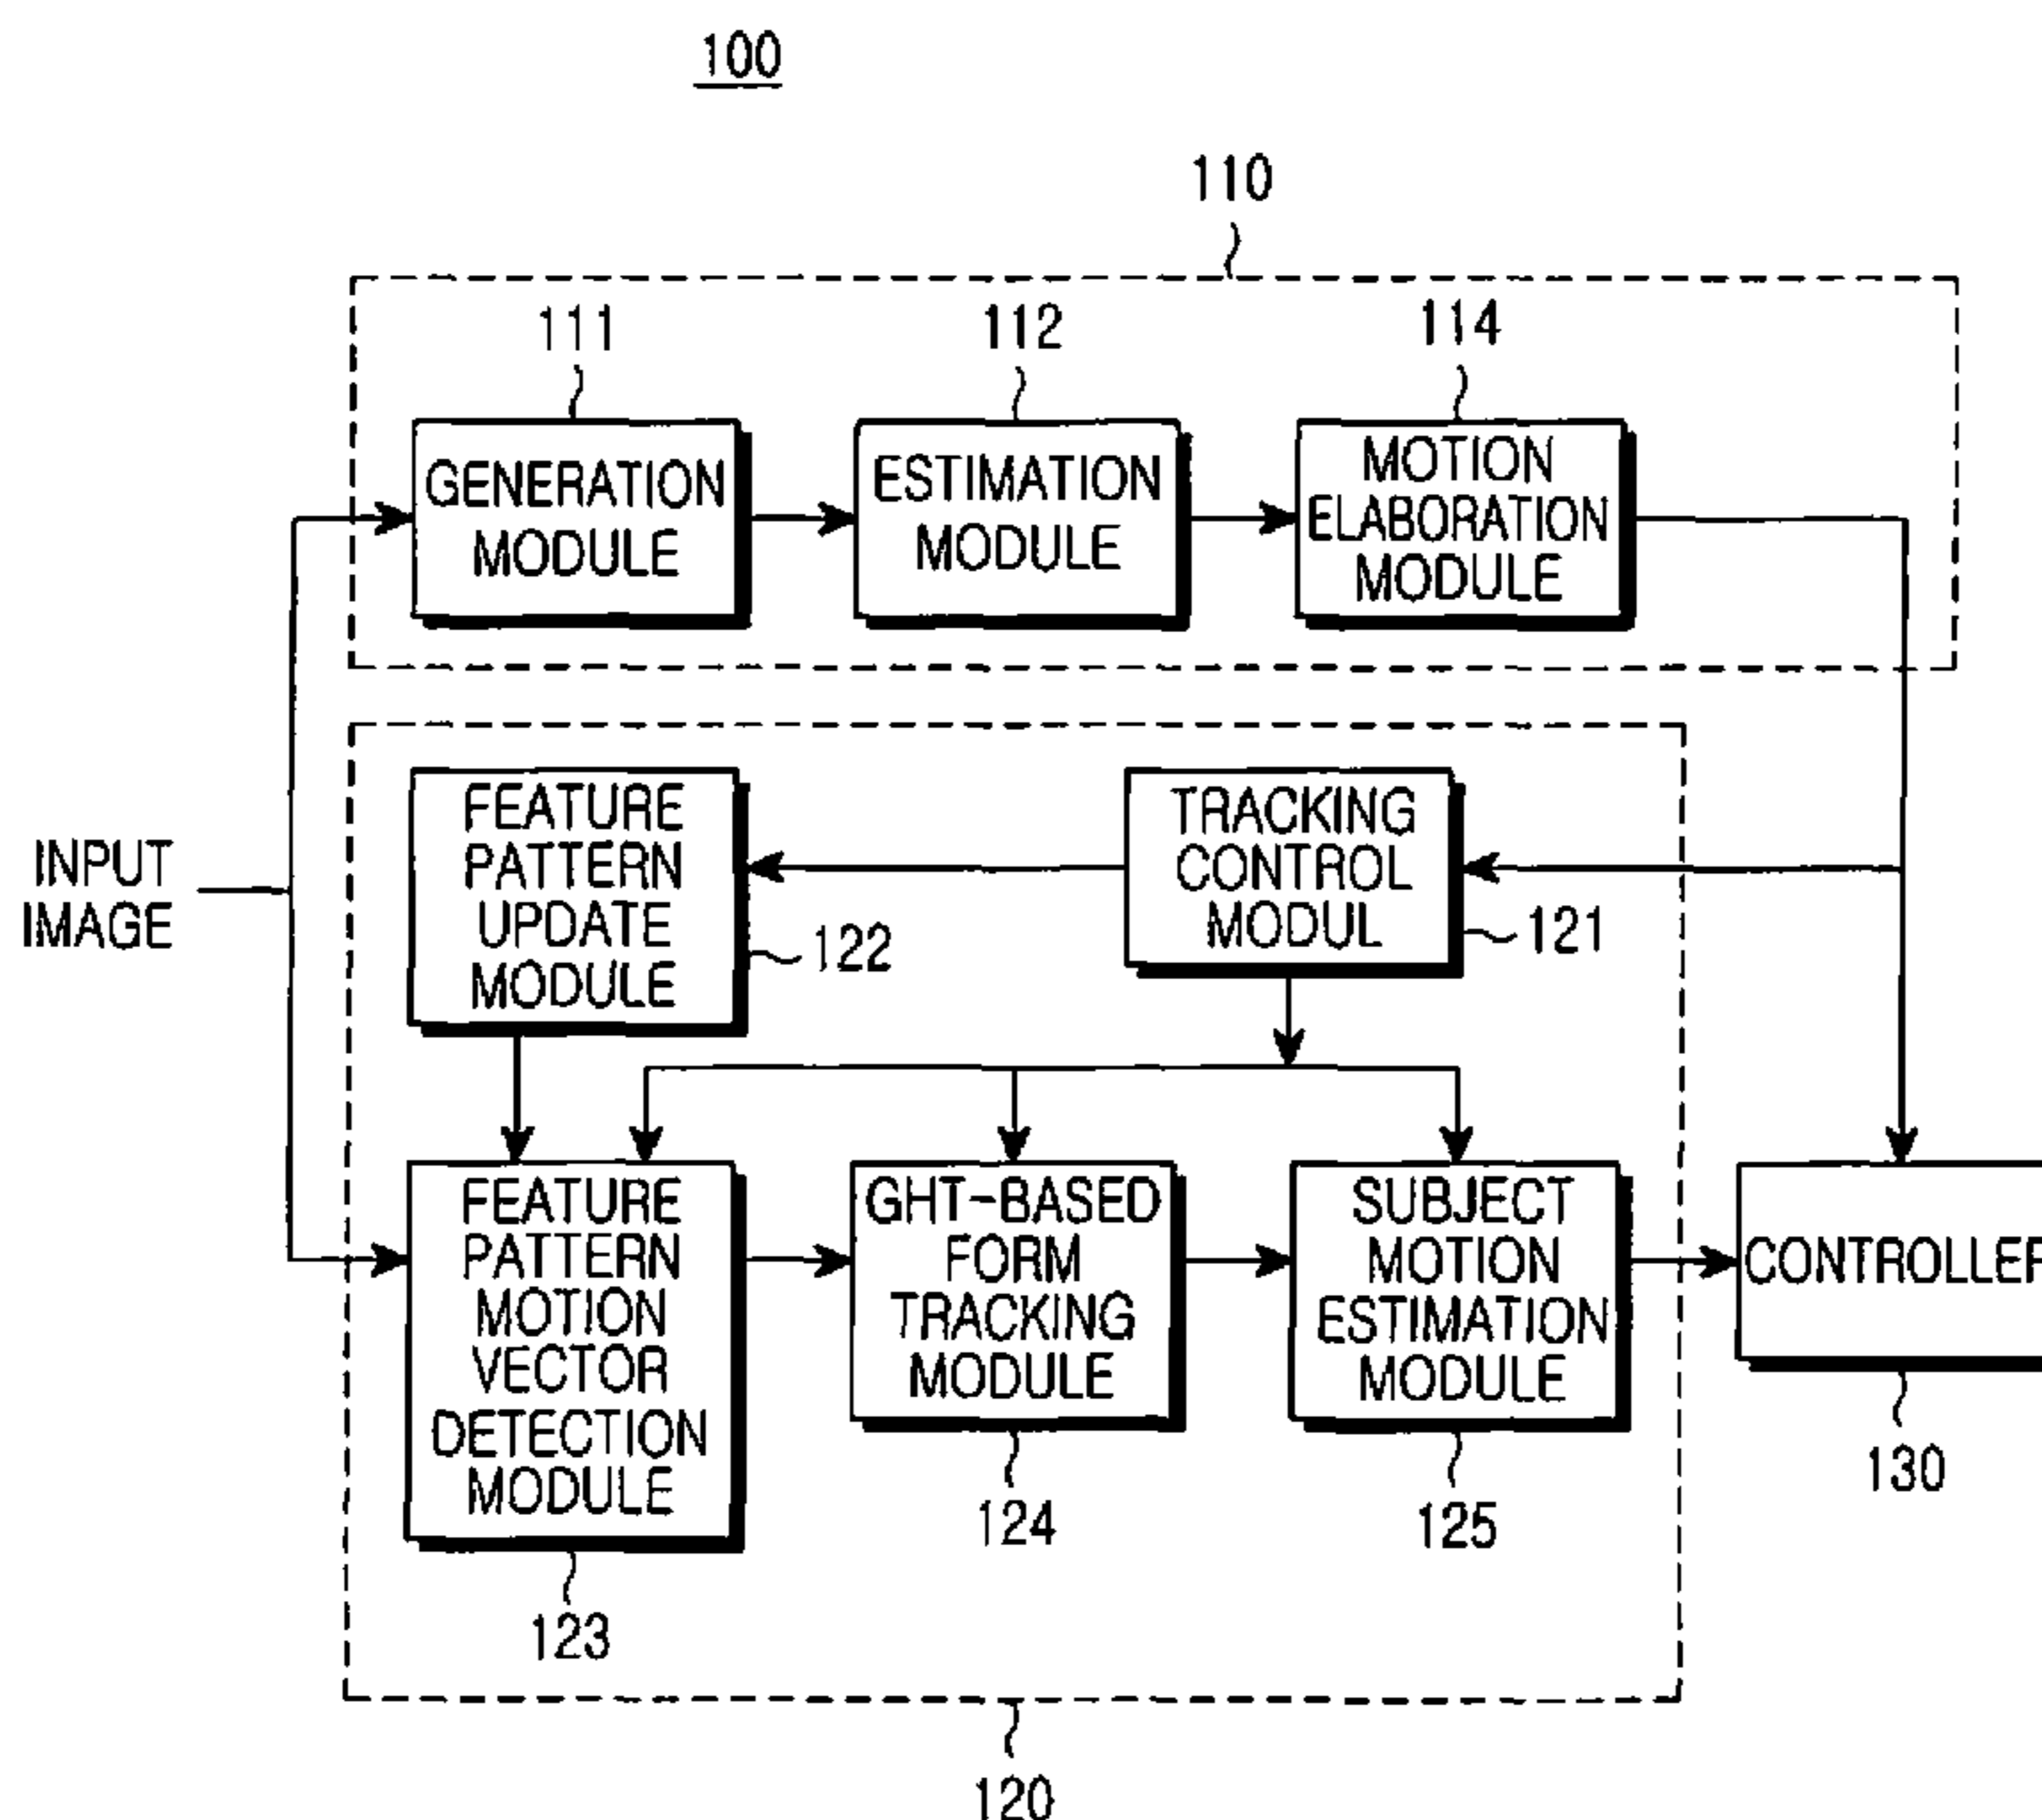 100
110
111
112
114
GENERATION
MODULE
ESTIMATION
MODULE
MOTION
ELABORATION
MODULE
INPUT
IMAGE
FEATURE
PATTERN
UPDATE
MODULE
122
TRACKING
CONTROL
MODUL
121
FEATURE
PATTERN
MOTION
VECTOR
DETECTION
MODULE
123
GHT-BASED
FORM
TRACKING
MODULE
124
SUBJECT
MOTION
ESTIMATION
MODULE
125
CONTROLLER
130
120